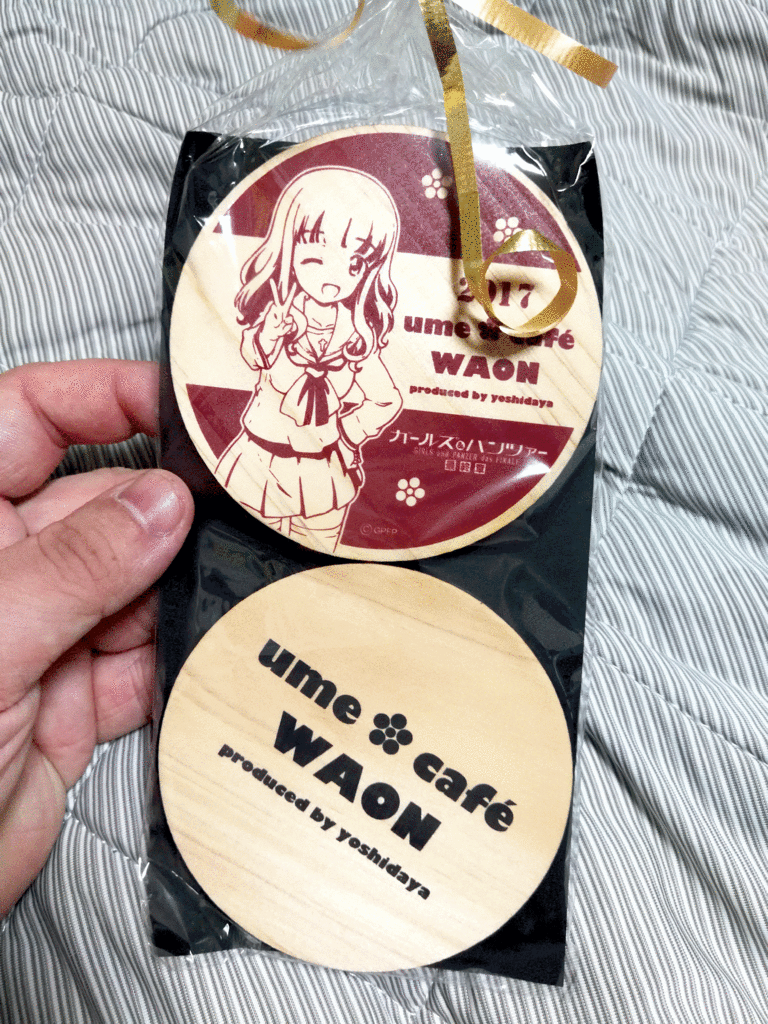 2017
ume café
WAON
produced by yoshidaya
ガールズ&パンツァー
GIRLS und PANZER das FINALE
最終章
©GPFP
ume café
WAON
produced by yoshidaya